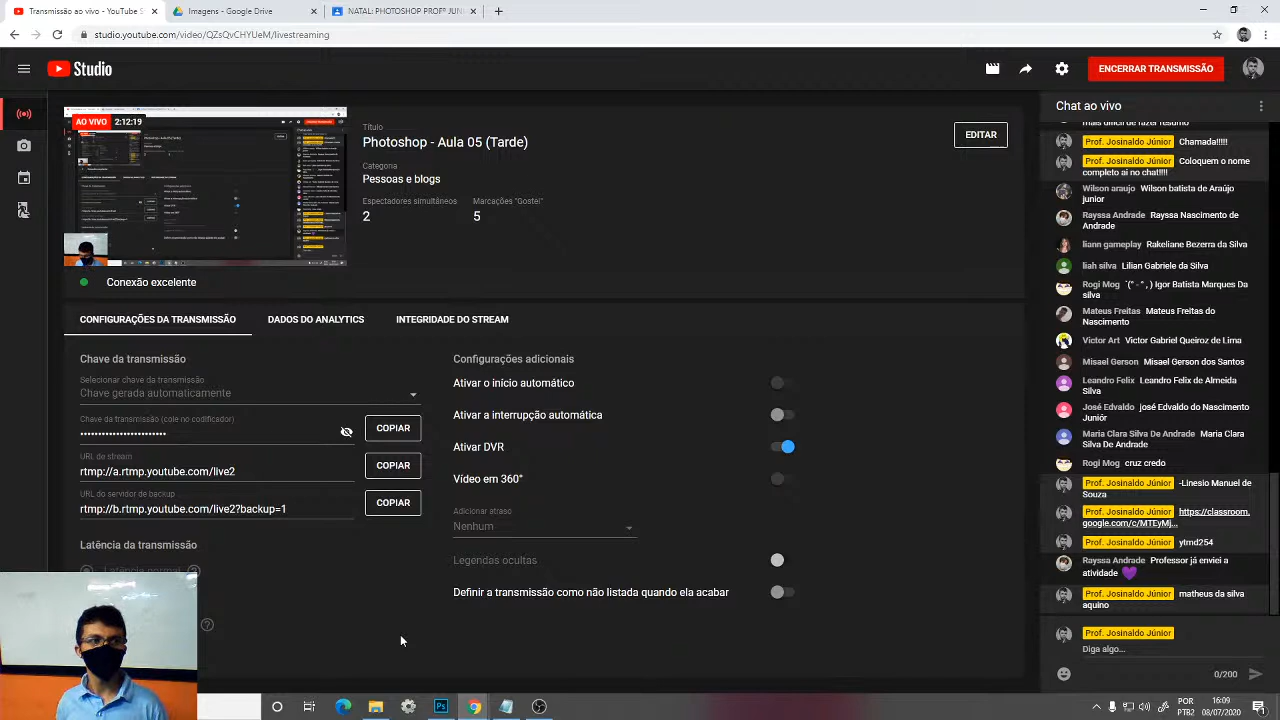 Transmissão ao vivo - YouTube S
Imagens - Google Drive
NATAL: PHOTOSHOP PROFº JUNI
studio.youtube.com/video/QZsQvCHYUeM/livestreaming
Studio
ENCERRAR TRANSMISSÃO
AO VIVO 2:12:19
Título
Photoshop - Aula 05 (Tarde)
Categoria
Pessoas e blogs
Espectadores simultâneos
2
Marcações "Gostei"
5
EDITAR
Conexão excelente
CONFIGURAÇÕES DA TRANSMISSÃO
DADOS DO ANALYTICS
INTEGRIDADE DO STREAM
Chave da transmissão
Selecionar chave da transmissão
Chave gerada automaticamente
Chave da transmissão (cole no codificador)
COPIAR
URL do stream
rtmp://a.rtmp.youtube.com/live2
COPIAR
URL do servidor de backup
rtmp://b.rtmp.youtube.com/live2?backup=1
COPIAR
Latência da transmissão
Latência normal
Configurações adicionais
Ativar o início automático
Ativar a interrupção automática
Ativar DVR
Vídeo em 360°
Adicionar atraso
Nenhum
Legendas ocultas
Definir a transmissão como não listada quando ela acabar
Chat ao vivo
mais difícil de fazer resumo
Prof. Josinaldo Júnior chamada!!!!!
Prof. Josinaldo Júnior Coloquem o nome
completo ai no chat!!!!
Wilson araujo Wilson batista de Araújo
junior
Rayssa Andrade Rayssa Nascimento de
Andrade
liann gameplay Rakeliane Bezerra da Silva
liah silva Lilian Gabriele da Silva
Rogi Mog ´(° - ° , ) Igor Batista Marques Da
silva
Mateus Freitas Mateus Freitas do
Nascimento
Victor Art Victor Gabriel Queiroz de Lima
Misael Gerson Misael Gerson dos Santos
Leandro Felix Leandro Felix de Almeida
Silva
José Edvaldo josé Edvaldo do Nascimento
Juniór
Maria Clara Silva De Andrade Maria Clara
Silva De Andrade
Rogi Mog cruz credo
Prof. Josinaldo Júnior -Linesio Manuel de
Souza
Prof. Josinaldo Júnior https://classroom.
google.com/c/MTEyMj...
Prof. Josinaldo Júnior ytmd254
Rayssa Andrade Professor já enviei a
atividade 💜
Prof. Josinaldo Júnior matheus da silva
aquino
Prof. Josinaldo Júnior
Diga algo...
0/200
Ps
POR
PTB2
16:09
08/07/2020